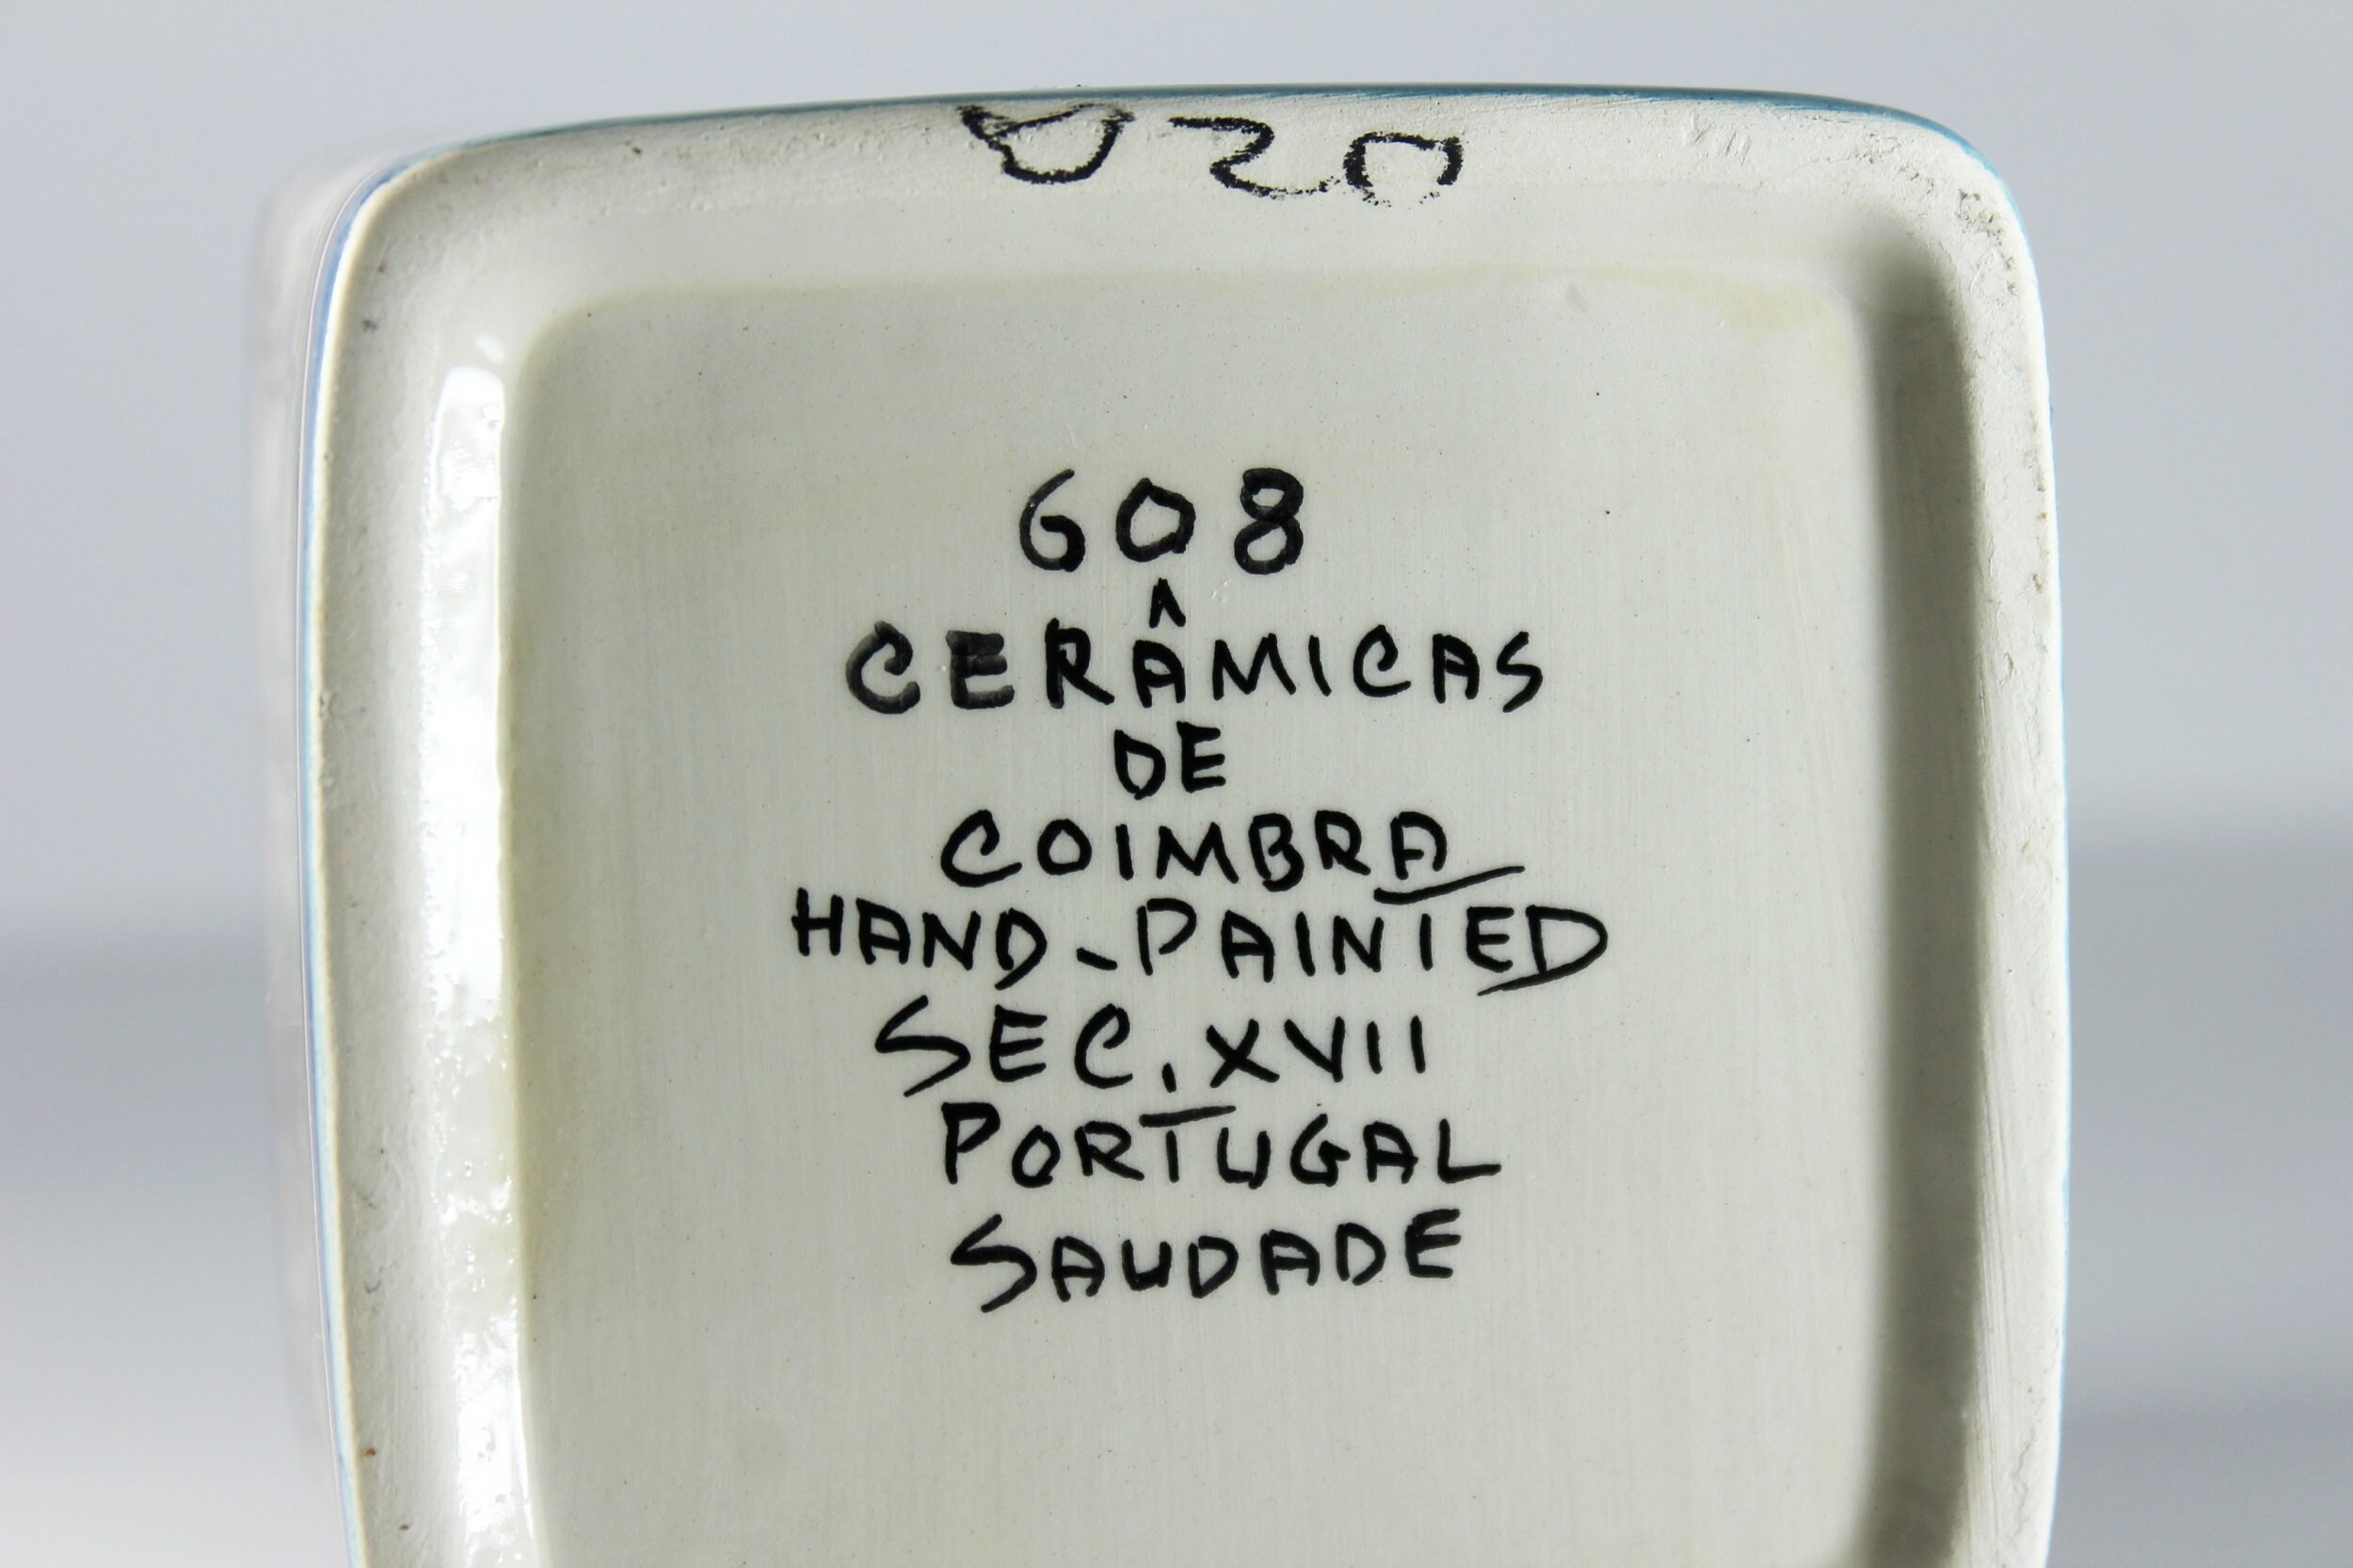 608
CERÂMICAS
DE
COIMBRA
HAND-PAINTED
SEC. XVII
PORTUGAL
SAUDADE